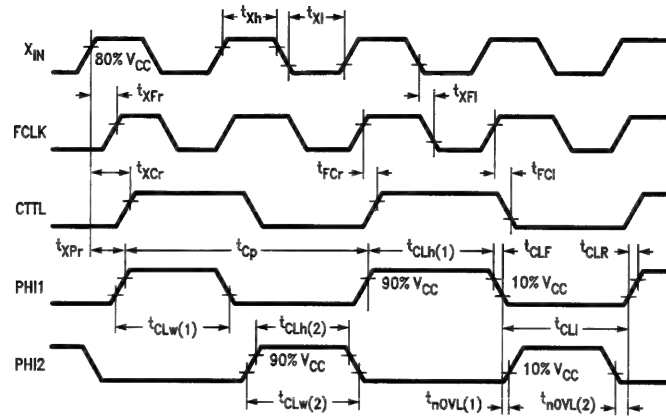 tXh tXl
XIN
80% VCC
tXFr tXFl
FCLK
tXCr tFCr tFCl
CTTL
tXPr tCp tCLh(1) tCLF tCLR
PHI1 90% VCC 10% VCC
tCLw(1) tCLh(2) tCLl
PHI2 90% VCC 10% VCC
tCLw(2) tnOVL(1) tnOVL(2)